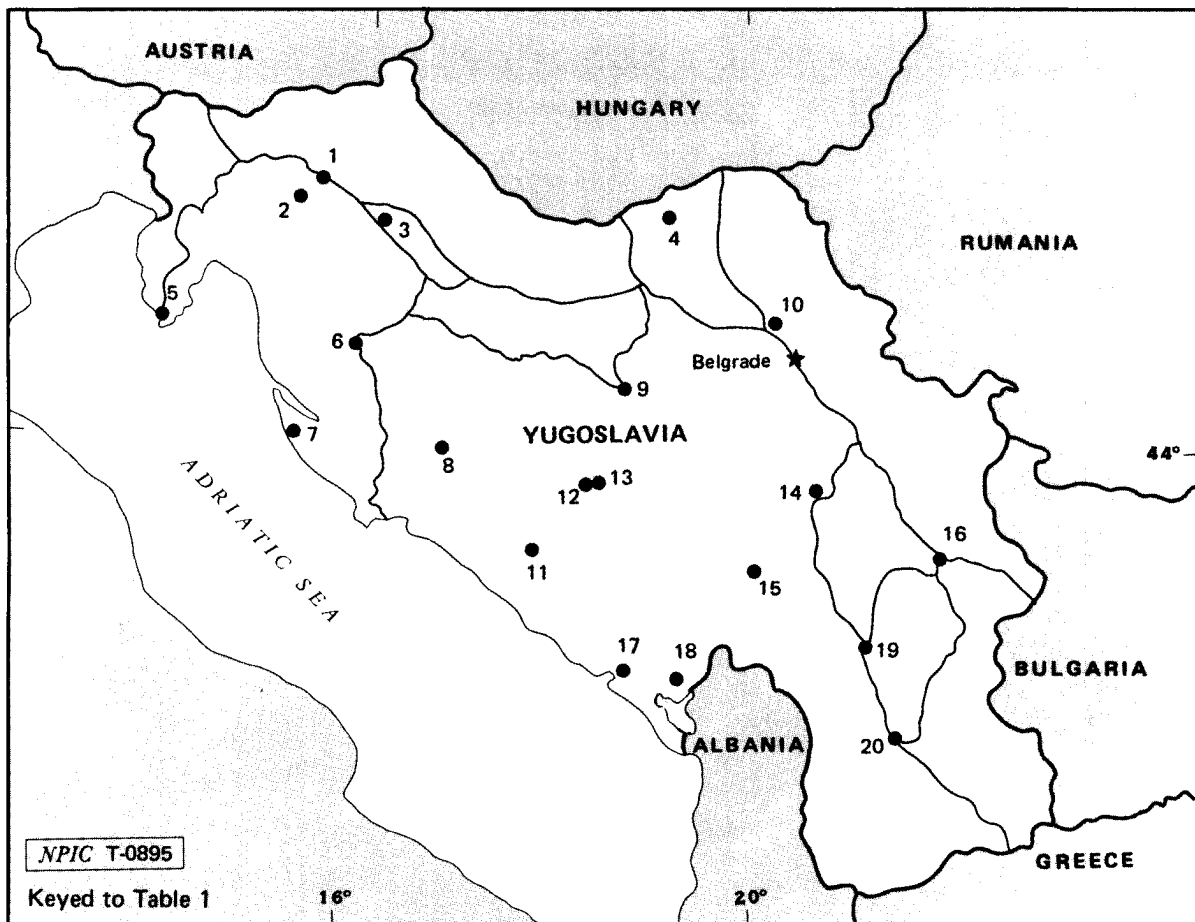 AUSTRIA
HUNGARY
1
2
3
4
RUMANIA
5
10
6
Belgrade
9
7
YUGOSLAVIA
8
44°
13
12
14
ADRIATIC SEA
16
11
15
17
18
19
BULGARIA
20
ALBANIA
NPIC T-0895
GREECE
Keyed to Table 1
16°
20°